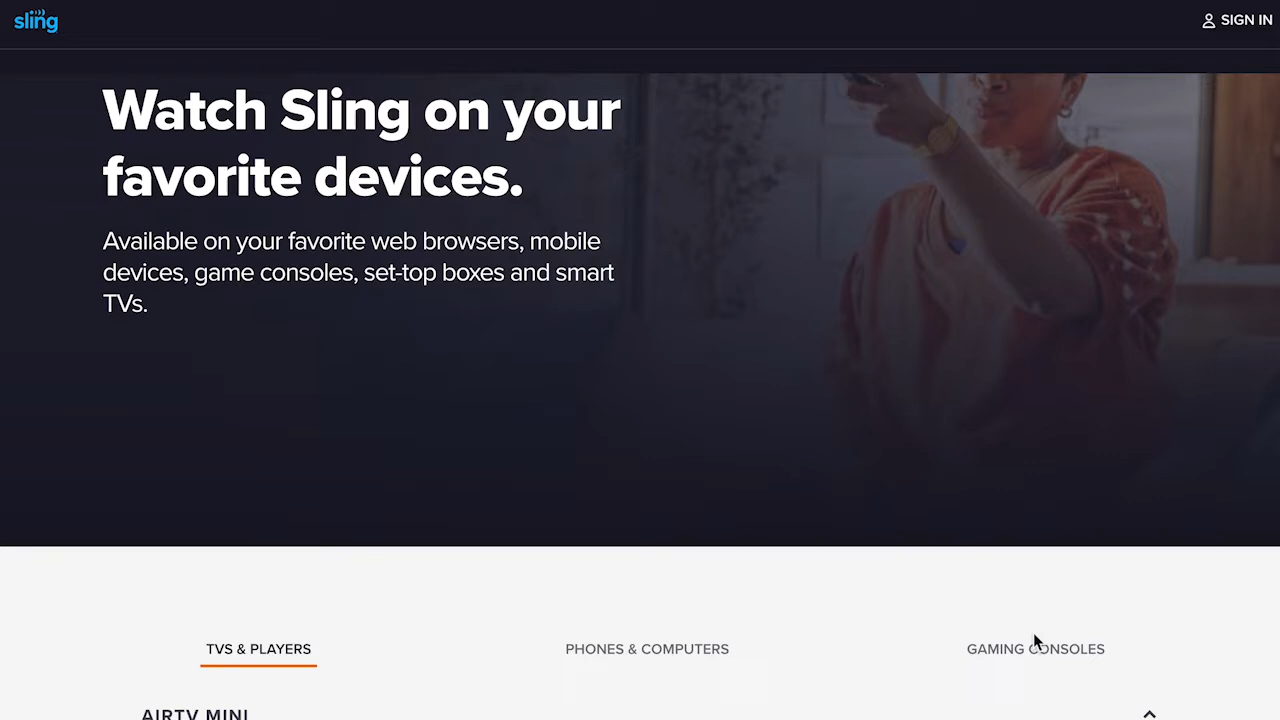 sling
SIGN IN
Watch Sling on your
favorite devices.
Available on your favorite web browsers, mobile
devices, game consoles, set-top boxes and smart
TVs.
TVS & PLAYERS
PHONES & COMPUTERS
GAMING CONSOLES
AIRTV MINI